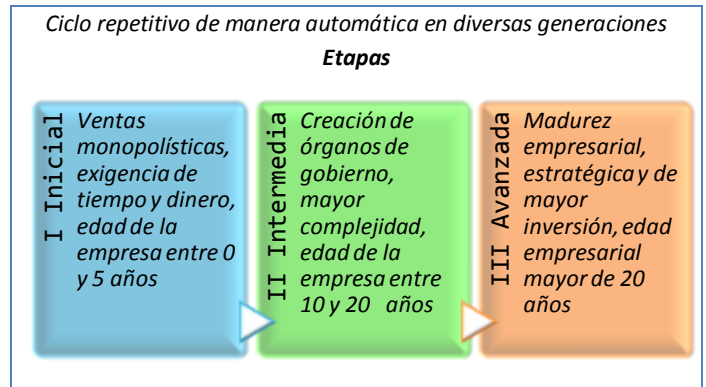 Ciclo repetitivo de manera automática en diversas generaciones
Etapas
I Inicial
Ventas
monopolísticas,
exigencia de
tiempo y dinero,
edad de la
empresa entre 0
y 5 años
II Intermedia
Creación de
órganos de
gobierno,
mayor
complejidad,
edad de la
empresa entre
10 y 20 años
III Avanzada
Madurez
empresarial,
estratégica y de
mayor
inversión, edad
empresarial
mayor de 20
años